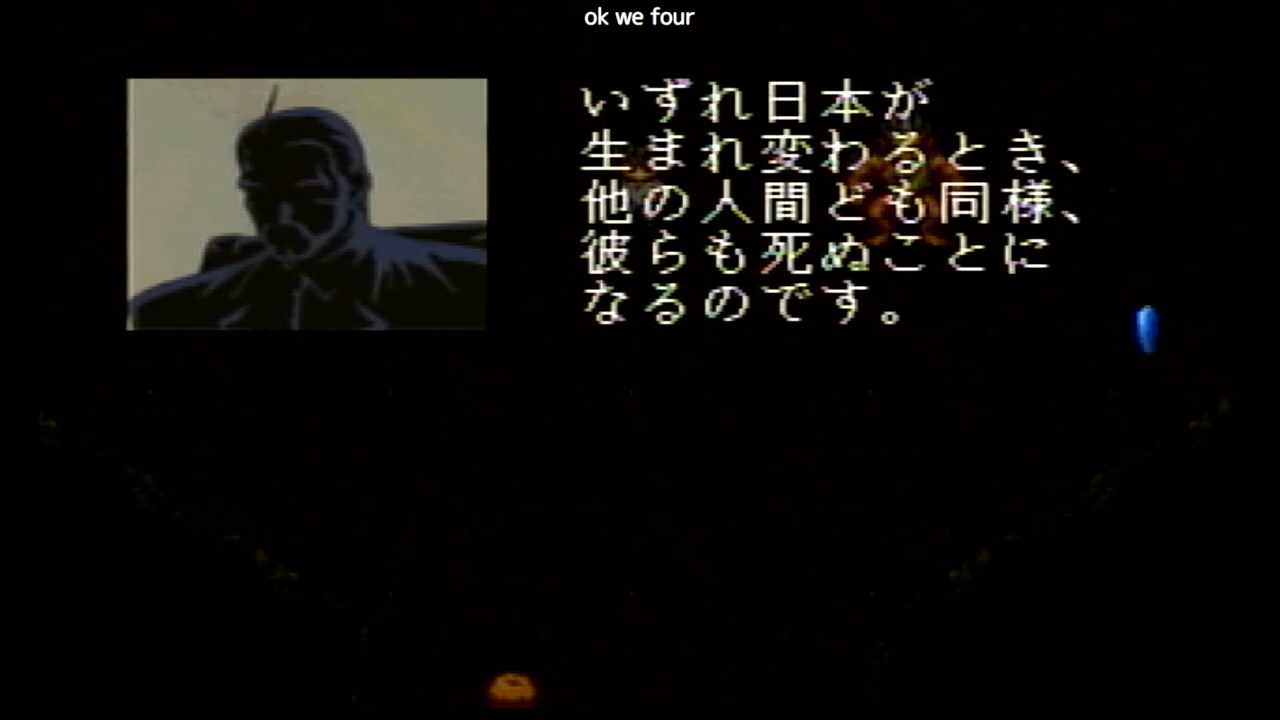 ok we four
いずれ日本が
生まれ変わるとき、
他の人間ども同様、
彼らも死ぬことに
なるのです。